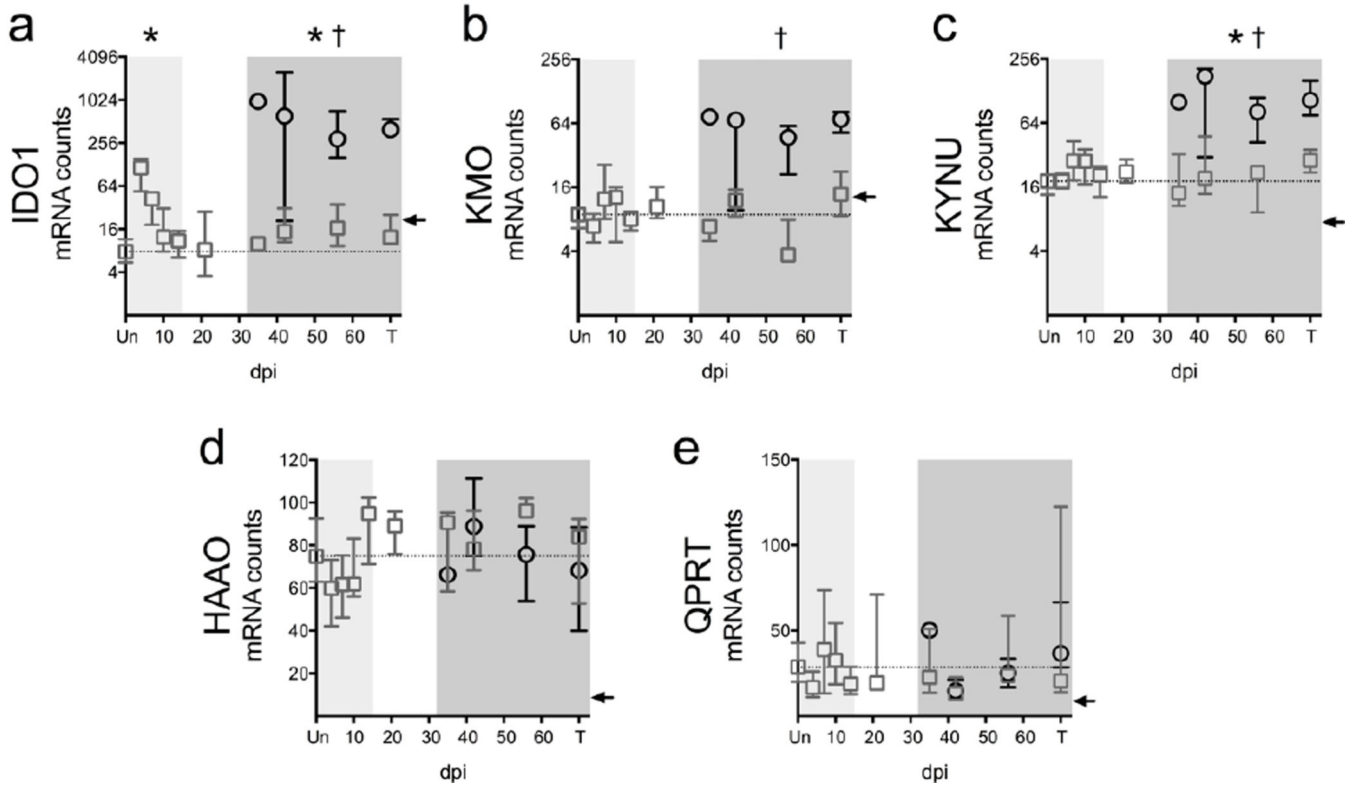 a
* * †
IDO1
mRNA counts
4096
1024
256
64
16
4
Un 10 20 30 40 50 60 T
dpi
b
†
KMO
mRNA counts
256
64
16
4
Un 10 20 30 40 50 60 T
dpi
c
* †
KYNU
mRNA counts
256
64
16
4
Un 10 20 30 40 50 60 T
dpi
d
HAAO
mRNA counts
120
100
80
60
40
20
Un 10 20 30 40 50 60 T
dpi
e
QPRT
mRNA counts
150
100
50
Un 10 20 30 40 50 60 T
dpi